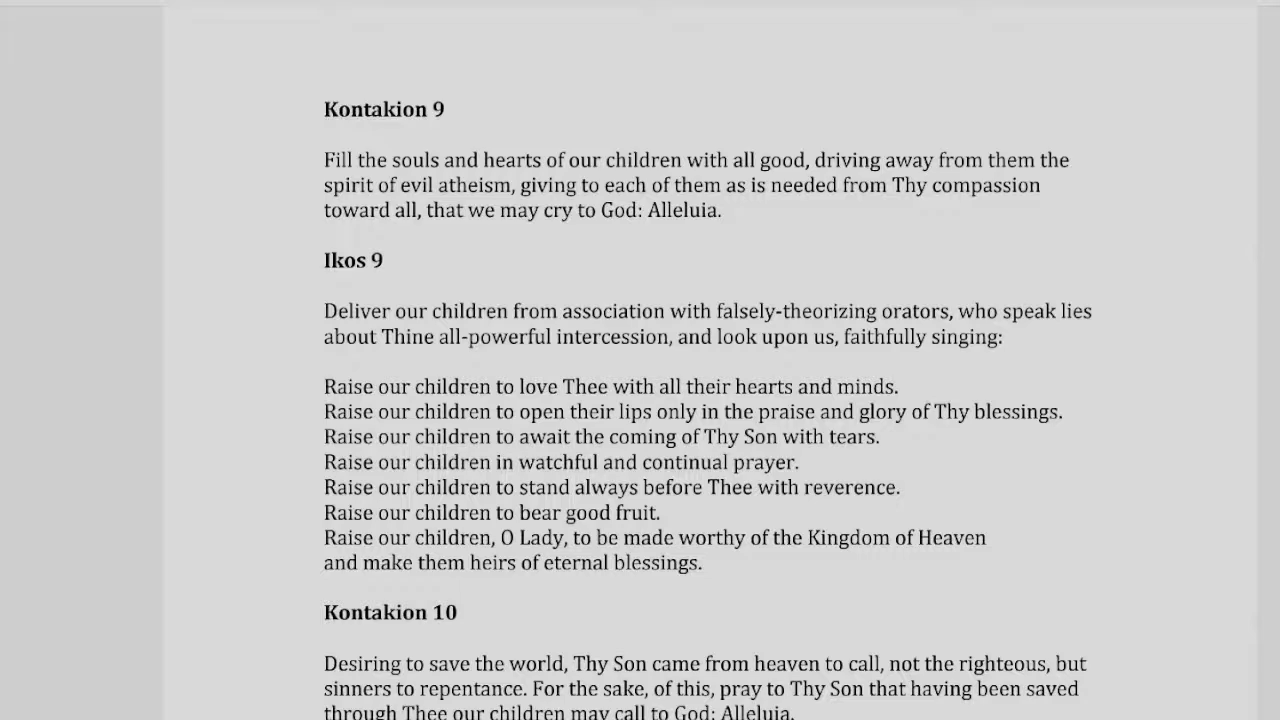 Kontakion 9
Fill the souls and hearts of our children with all good, driving away from them the
spirit of evil atheism, giving to each of them as is needed from Thy compassion
toward all, that we may cry to God: Alleluia.
Ikos 9
Deliver our children from association with falsely-theorizing orators, who speak lies
about Thine all-powerful intercession, and look upon us, faithfully singing:
Raise our children to love Thee with all their hearts and minds.
Raise our children to open their lips only in the praise and glory of Thy blessings.
Raise our children to await the coming of Thy Son with tears.
Raise our children in watchful and continual prayer.
Raise our children to stand always before Thee with reverence.
Raise our children to bear good fruit.
Raise our children, O Lady, to be made worthy of the Kingdom of Heaven
and make them heirs of eternal blessings.
Kontakion 10
Desiring to save the world, Thy Son came from heaven to call, not the righteous, but
sinners to repentance. For the sake, of this, pray to Thy Son that having been saved
through Thee our children may call to God: Alleluia.